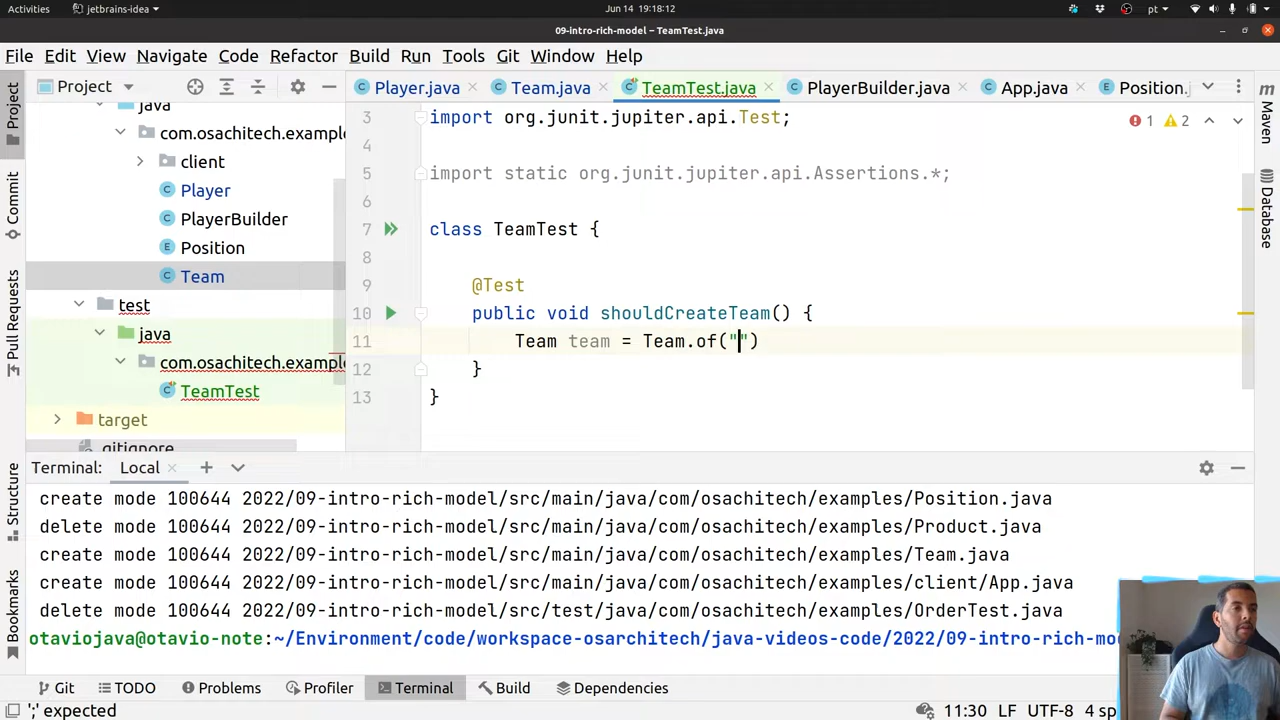 Activities jetbrains-idea Jun 14 19:18:12 pt
09-intro-rich-model – TeamTest.java
File Edit View Navigate Code Refactor Build Run Tools Git Window Help
Project Player.java Team.java TeamTest.java PlayerBuilder.java App.java Position.j
java
com.osachitech.example
client
Player
PlayerBuilder
Position
Team
test
java
com.osachitech.example
TeamTest
target
.gitignore
3 import org.junit.jupiter.api.Test;
1 2
4
5 import static org.junit.jupiter.api.Assertions.*;
6
7 class TeamTest {
8
9 @Test
10 public void shouldCreateTeam() {
11 Team team = Team.of("")
12 }
13 }
Project
Commit
Pull Requests
Structure
Bookmarks
Maven
Database
Terminal: Local
create mode 100644 2022/09-intro-rich-model/src/main/java/com/osachitech/examples/Position.java
delete mode 100644 2022/09-intro-rich-model/src/main/java/com/osachitech/examples/Product.java
create mode 100644 2022/09-intro-rich-model/src/main/java/com/osachitech/examples/Team.java
create mode 100644 2022/09-intro-rich-model/src/main/java/com/osachitech/examples/client/App.java
delete mode 100644 2022/09-intro-rich-model/src/test/java/com/osachitech/examples/OrderTest.java
otaviojava@otavio-note:~/Environment/code/workspace-osarchitech/java-videos-code/2022/09-intro-rich-mo
Git TODO Problems Profiler Terminal Build Dependencies
';' expected 11:30 LF UTF-8 4 sp